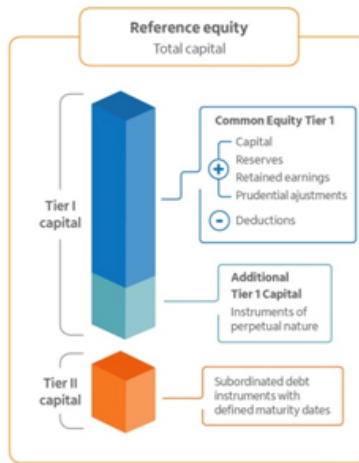 Reference equity
Total capital
Common Equity Tier 1
Capital
Reserves
Retained earnings
Prudential ajustments
Deductions
Tier I
capital
Additional
Tier 1 Capital
Instruments of
perpetual nature
Tier II
capital
Subordinated debt
instruments with
defined maturity dates